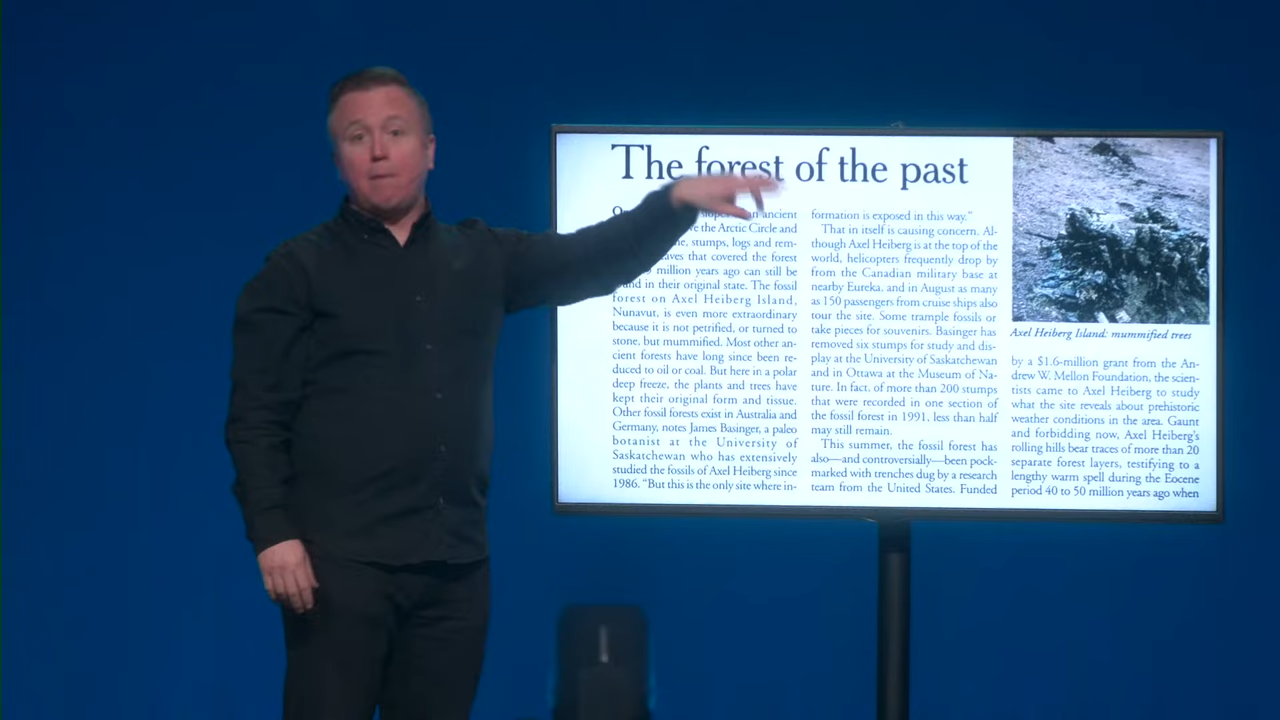 The forest of the past
slope an ancient
the Arctic Circle and
stumps, logs and rem-
that covered the forest
million years ago can still be
in their original state. The fossil
forest on Axel Heiberg Island,
Nunavut, is even more extraordinary
because it is not petrified, or turned to
stone, but mummified. Most other an-
cient forests have long since been re-
duced to oil or coal. But here in a polar
deep freeze, the plants and trees have
kept their original form and tissue.
Other fossil forests exist in Australia and
Germany, notes James Basinger, a paleo
botanist at the University of
Saskatchewan who has extensively
studied the fossils of Axel Heiberg since
1986. "But this is the only site where in-
formation is exposed in this way."
That in itself is causing concern. Al-
though Axel Heiberg is at the top of the
world, helicopters frequently drop by
from the Canadian military base at
nearby Eureka, and in August as many
as 150 passengers from cruise ships also
tour the site. Some trample fossils or
take pieces for souvenirs. Basinger has
removed six stumps for study and dis-
play at the University of Saskatchewan
and in Ottawa at the Museum of Na-
ture. In fact, of more than 200 stumps
that were recorded in one section of
the fossil forest in 1991, less than half
may still remain.
This summer, the fossil forest has
also—and controversially—been pock-
marked with trenches dug by a research
team from the United States. Funded
Axel Heiberg Island: mummified trees
by a $1.6-million grant from the An-
drew W. Mellon Foundation, the scien-
tists came to Axel Heiberg to study
what the site reveals about prehistoric
weather conditions in the area. Gaunt
and forbidding now, Axel Heiberg's
rolling hills bear traces of more than 20
separate forest layers, testifying to a
lengthy warm spell during the Eocene
period 40 to 50 million years ago when